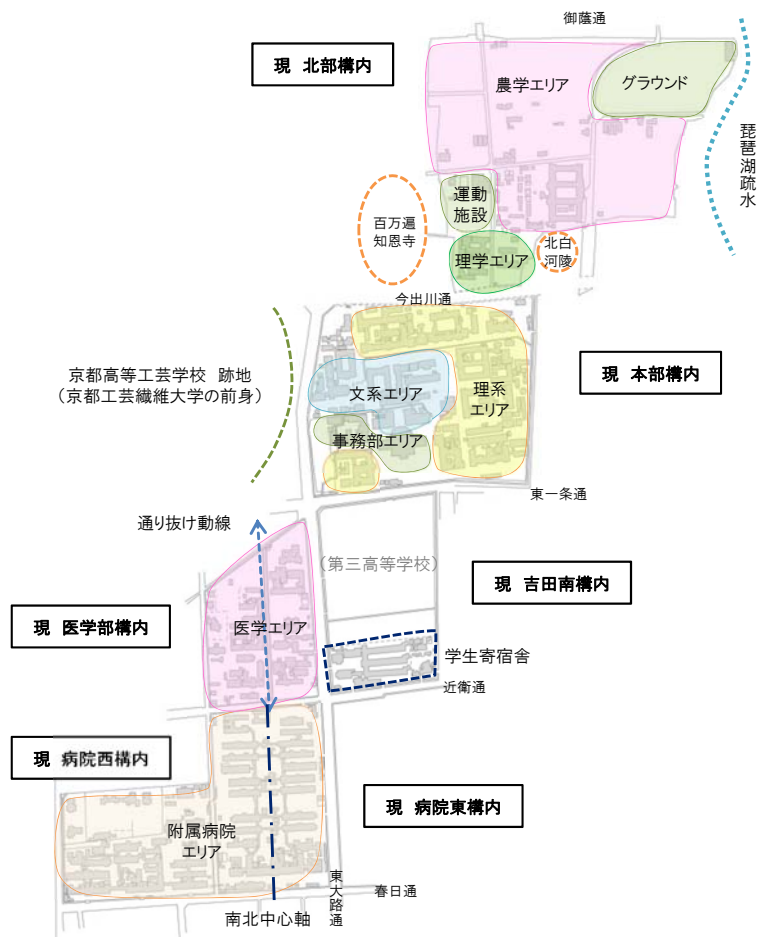 御蔭通
現 北部構内
農学エリア
グラウンド
琵琶湖疏水
運動
施設
百万遍
知恩寺
北白
河陵
理学エリア
今出川通
京都高等工芸学校 跡地
(京都工芸繊維大学の前身)
現 本部構内
文系エリア
理系
エリア
事務部エリア
東一条通
通り抜け動線
(第三高等学校)
現 吉田南構内
現 医学部構内
医学エリア
学生寄宿舎
近衛通
現 病院西構内
現 病院東構内
附属病院
エリア
東大路通
春日通
南北中心軸